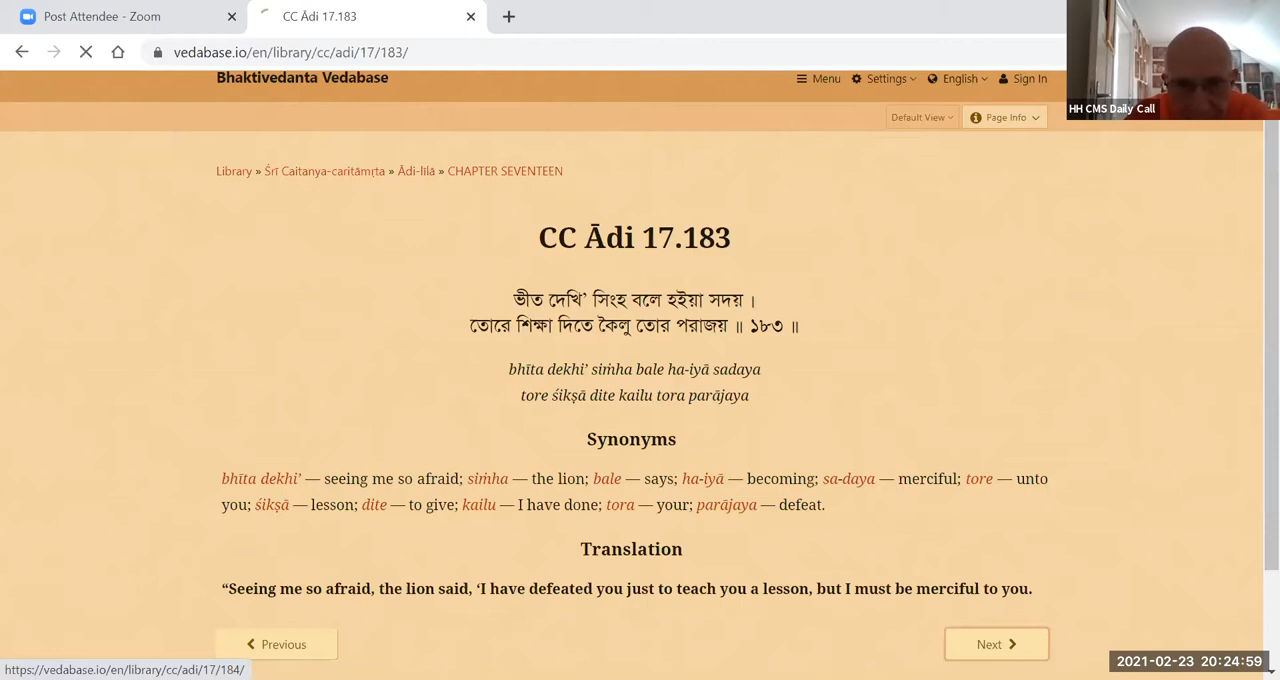 Post Attendee - Zoom
CC Ādi 17.183
vedabase.io/en/library/cc/adi/17/183/
HH CMS Daily Call
Bhaktivedanta Vedabase
Menu Settings English Sign In
Default View Page Info
Library » Śrī Caitanya-caritāmṛta » Ādi-līlā » CHAPTER SEVENTEEN
CC Ādi 17.183
ভীত দেখি’ সিংহ বলে হইয়া সদয় ।
তোরে শিক্ষা দিতে কৈলু তোর পরাজয় ॥ ১৮৩ ॥
bhīta dekhi’ siṁha bale ha-iyā sadaya
tore śikṣā dite kailu tora parājaya
Synonyms
bhīta dekhi’ — seeing me so afraid; siṁha — the lion; bale — says; ha-iyā — becoming; sa-daya — merciful; tore — unto
you; śikṣā — lesson; dite — to give; kailu — I have done; tora — your; parājaya — defeat.
Translation
“Seeing me so afraid, the lion said, ‘I have defeated you just to teach you a lesson, but I must be merciful to you.
Previous
Next
https://vedabase.io/en/library/cc/adi/17/184/
2021-02-23 20:24:59